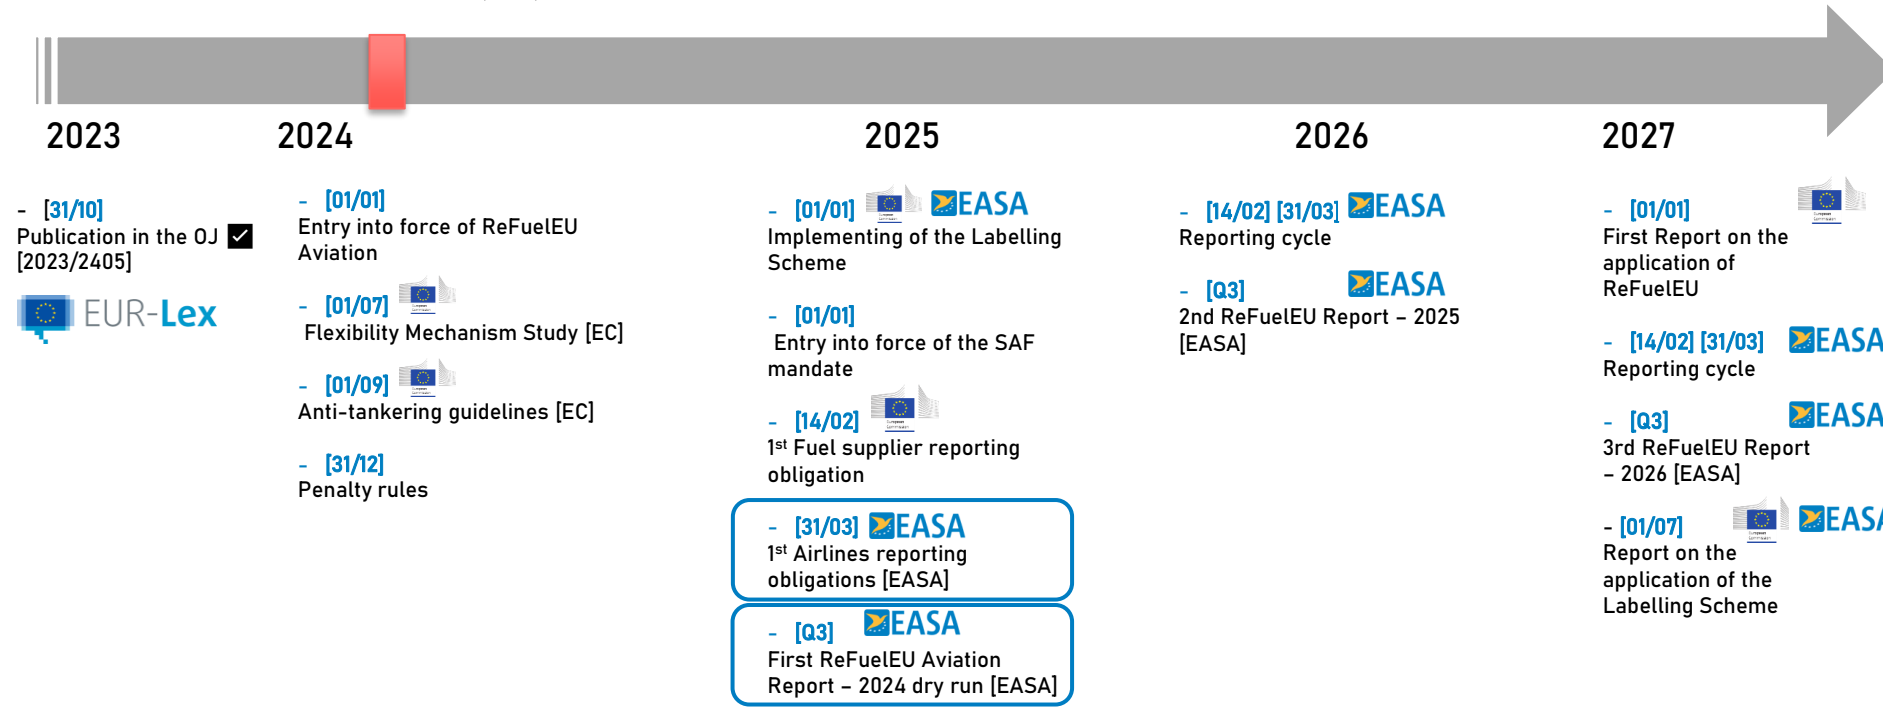 2023
2024
2025
2026
2027
- [31/10]
Publication in the OJ
[2023/2405]
EUR-Lex
- [01/01]
Entry into force of ReFuelEU
Aviation
- [01/07]
Flexibility Mechanism Study [EC]
- [01/09]
Anti-tankering guidelines [EC]
- [31/12]
Penalty rules
- [01/01] EASA
Implementing of the Labelling
Scheme
- [01/01]
Entry into force of the SAF
mandate
- [14/02]
1st Fuel supplier reporting
obligation
- [31/03] EASA
1st Airlines reporting
obligations [EASA]
- [Q3] EASA
First ReFuelEU Aviation
Report – 2024 dry run [EASA]
- [14/02] [31/03] EASA
Reporting cycle
- [Q3] EASA
2nd ReFuelEU Report – 2025
[EASA]
- [01/01]
First Report on the
application of
ReFuelEU
- [14/02] [31/03] EASA
Reporting cycle
- [Q3] EASA
3rd ReFuelEU Report
– 2026 [EASA]
- [01/07] EASA
Report on the
application of the
Labelling Scheme